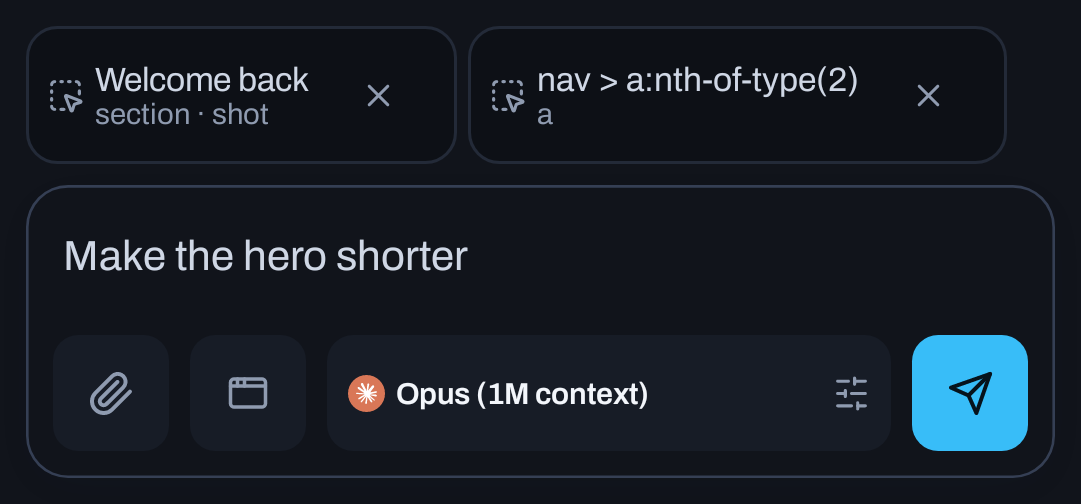 Welcome back
section · shot
nav > a:nth-of-type(2)
a
Make the hero shorter
Opus (1M context)